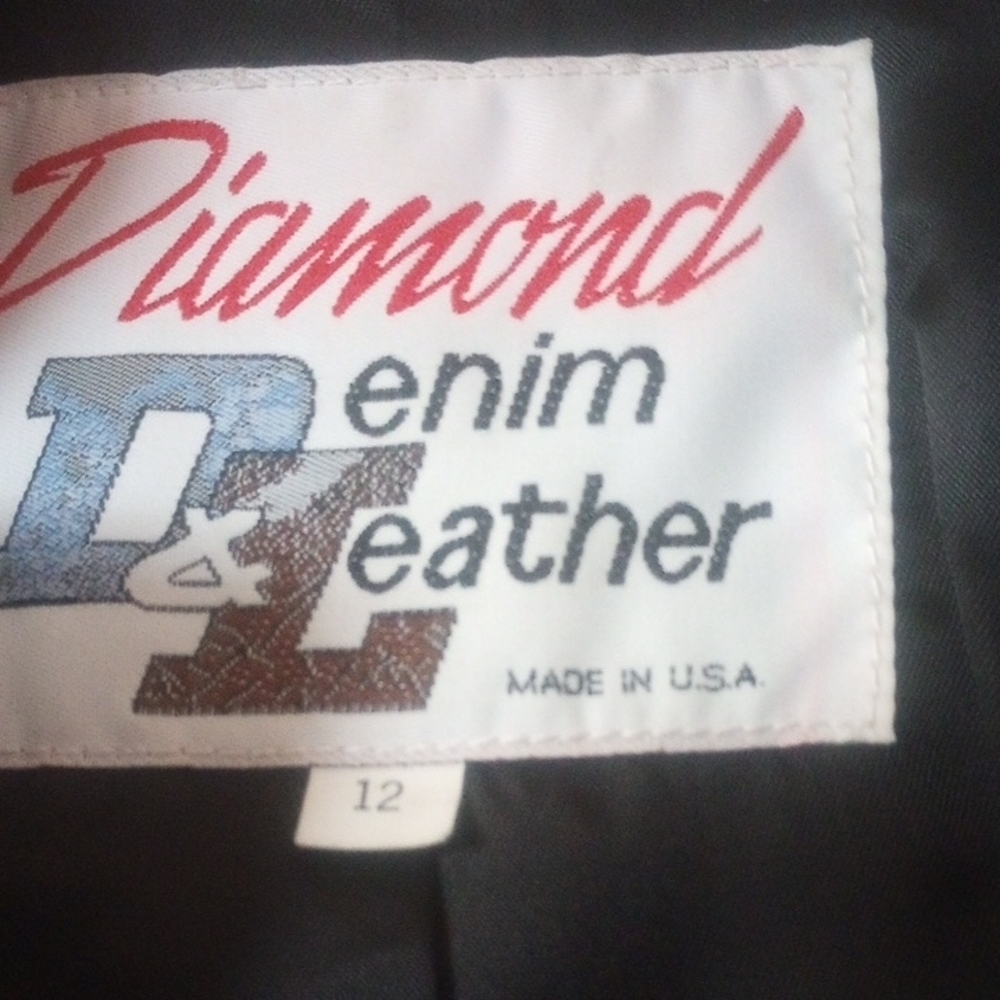 Diamond
Denim
& Leather
MADE IN U.S.A.
12